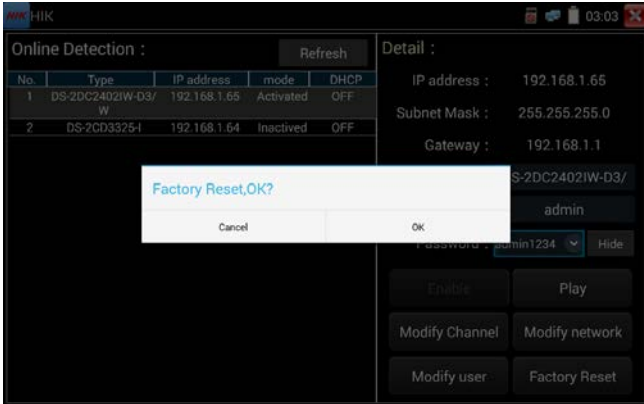 HIK HIK 03:03
Online Detection : Refresh
No. Type IP address mode DHCP
1 DS-2DC2402IW-D3/W 192.168.1.65 Activated OFF
2 DS-2CD3325-I 192.168.1.64 Inactived OFF
Detail :
IP address : 192.168.1.65
Subnet Mask : 255.255.255.0
Gateway : 192.168.1.1
S-2DC2402IW-D3/
admin
Password : admin1234 Hide
Factory Reset,OK?
Cancel OK
Enable Play
Modify Channel Modify network
Modify user Factory Reset